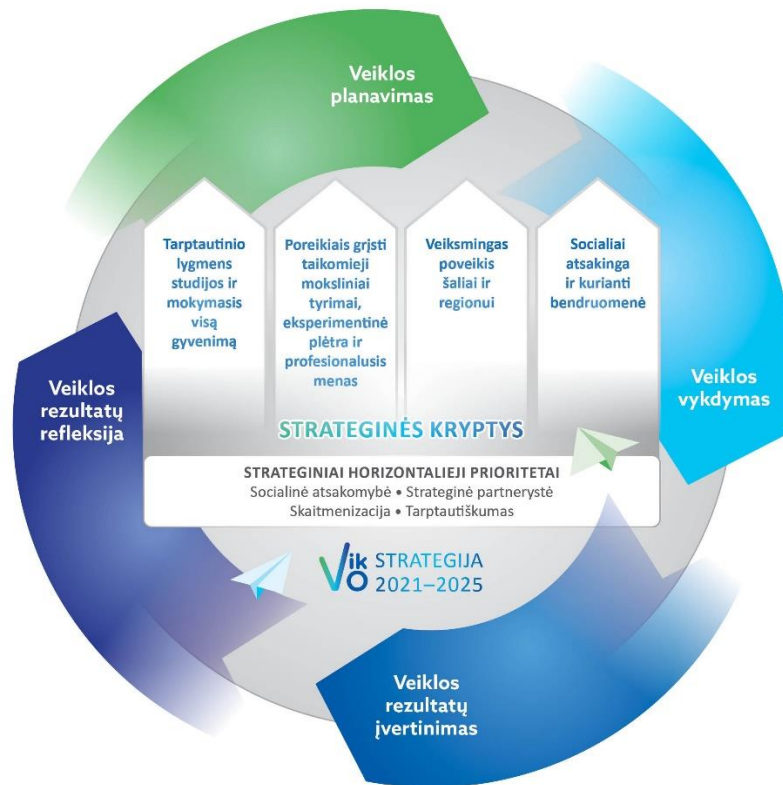 Veiklos
planavimas
Tarptautinio
lygmens
studijos ir
mokymasis
visą
gyvenimą
Poreikiais grįsti
taikomieji
moksliniai
tyrimai,
eksperimentinė
plėtra ir
profesionalusis
menas
Veiksmingas
poveikis
šaliai ir
regionui
Socialiai
atsakinga
ir kurianti
bendruomenė
Veiklos
vykdymas
Veiklos
rezultatų
refleksija
STRATEGINĖS KRYPTYS
STRATEGINIAI HORIZONTALIEJI PRIORITETAI
Socialinė atsakomybė • Strateginė partnerystė
Skaitmenizacija • Tarptautiškumas
VikO STRATEGIJA
2021–2025
Veiklos
rezultatų
įvertinimas